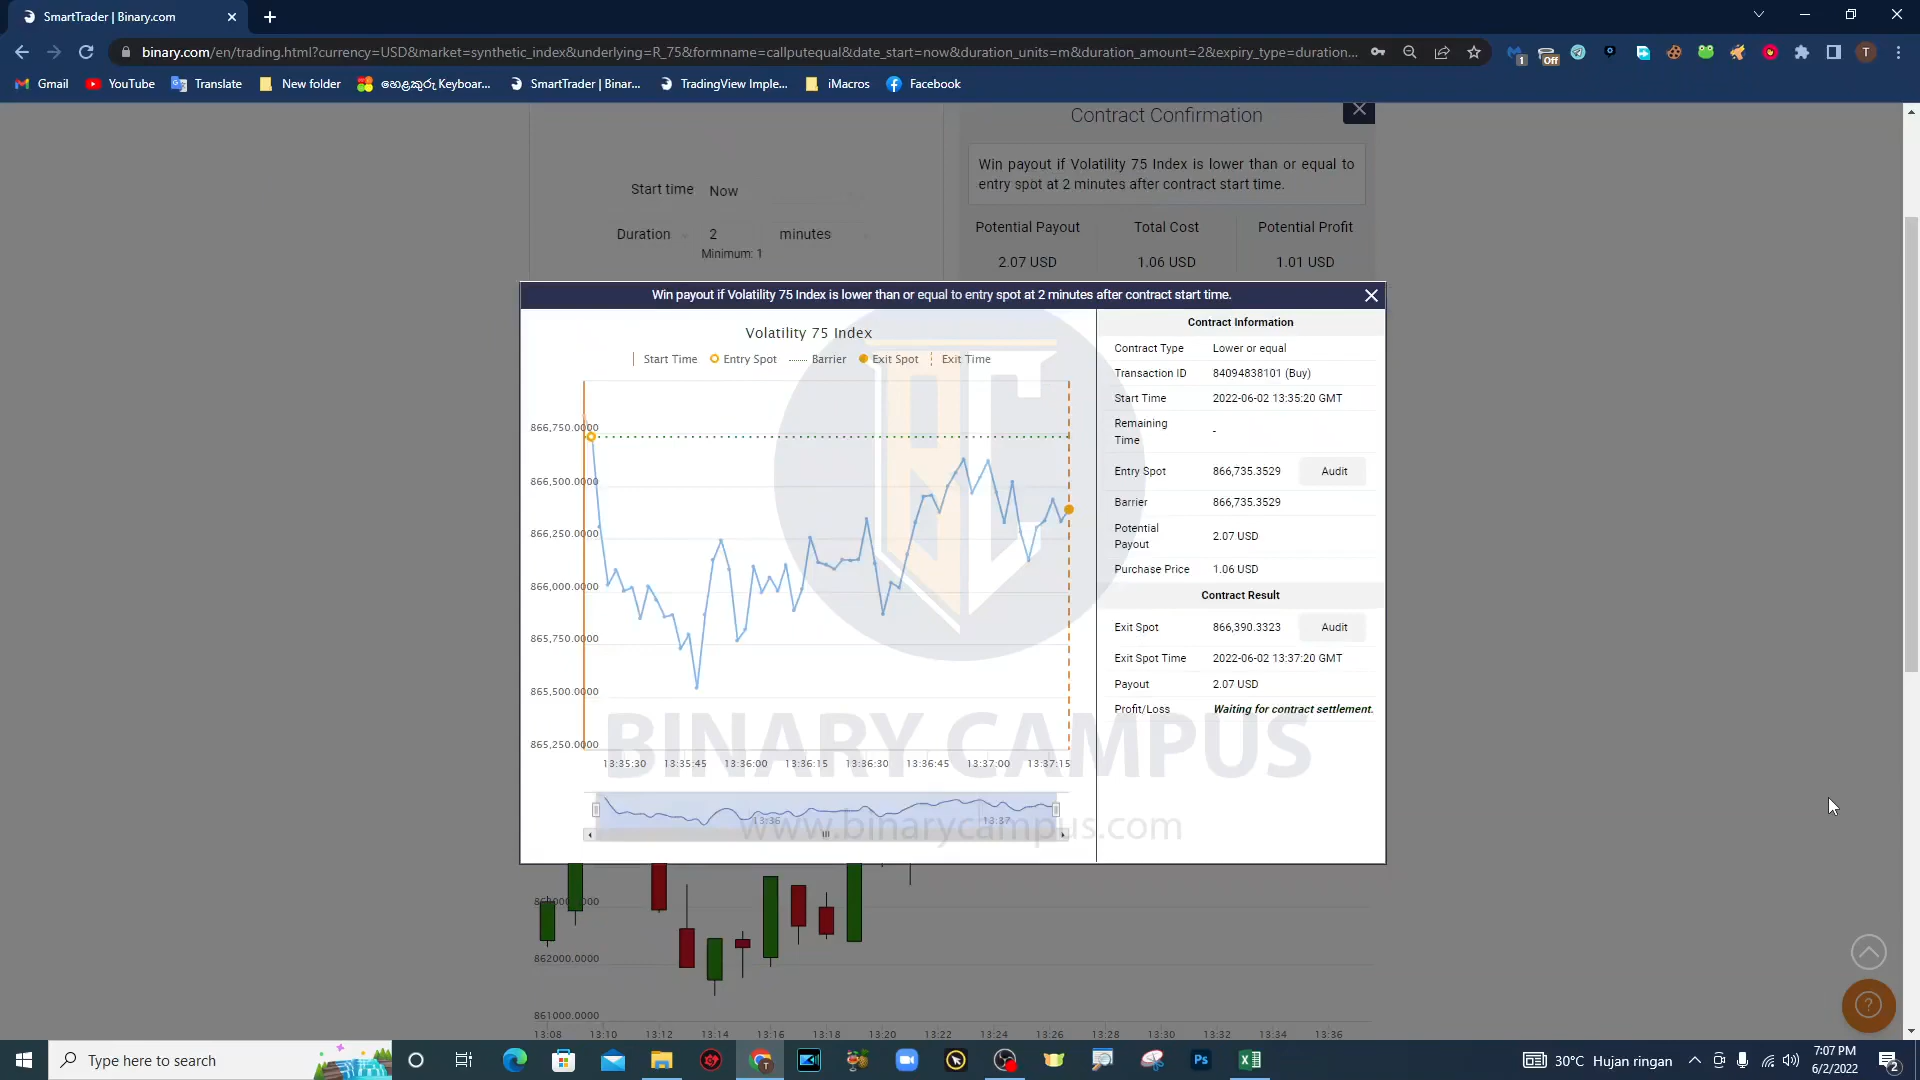 SmartTrader | Binary.com
binary.com/en/trading.html?currency=USD&market=synthetic_index&underlying=R_75&formname=callputequal&date_start=now&duration_units=m&duration_amount=2&expiry_type=duration...
1
Off
T
Gmail
YouTube
Translate
New folder
හෙළකුරු Keyboar...
SmartTrader | Binar...
TradingView Imple...
iMacros
Facebook
Contract Confirmation
Win payout if Volatility 75 Index is lower than or equal to
entry spot at 2 minutes after contract start time.
Start time Now
Duration 2 minutes
Minimum: 1
Potential Payout Total Cost Potential Profit
2.07 USD 1.06 USD 1.01 USD
Win payout if Volatility 75 Index is lower than or equal to entry spot at 2 minutes after contract start time.
Volatility 75 Index
Start Time Entry Spot Barrier Exit Spot Exit Time
866,750.0000
866,500.0000
866,250.0000
866,000.0000
865,750.0000
865,500.0000
865,250.0000
13:35:30 13:35:45 13:36:00 13:36:15 13:36:30 13:36:45 13:37:00 13:37:15
13:36 13:37
Contract Information
Contract Type Lower or equal
Transaction ID 84094838101 (Buy)
Start Time 2022-06-02 13:35:20 GMT
Remaining
Time -
Entry Spot 866,735.3529 Audit
Barrier 866,735.3529
Potential
Payout 2.07 USD
Purchase Price 1.06 USD
Contract Result
Exit Spot 866,390.3323 Audit
Exit Spot Time 2022-06-02 13:37:20 GMT
Payout 2.07 USD
Profit/Loss Waiting for contract settlement.
BINARY CAMPUS
www.binarycampus.com
862000.0000
861000.0000
13:08 13:10 13:12 13:14 13:16 13:18 13:20 13:22 13:24 13:26 13:28 13:30 13:32 13:34 13:36
Type here to search
T
Ps
30°C Hujan ringan
7:07 PM
6/2/2022
2